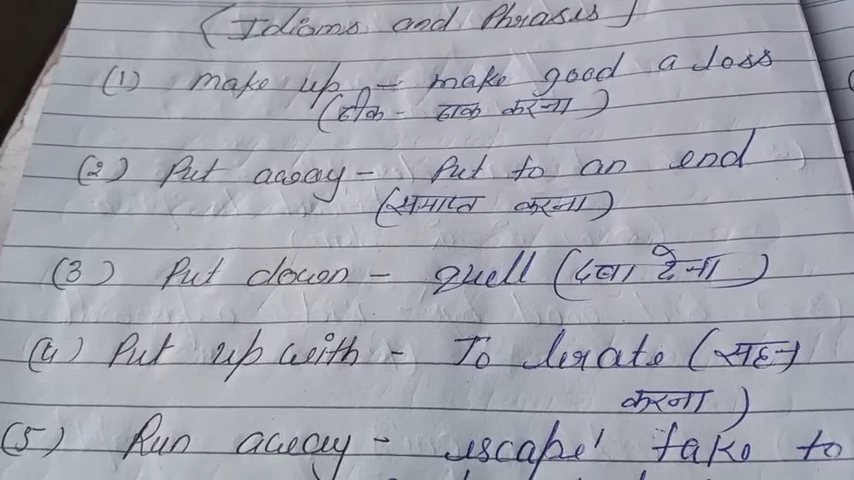 (Idioms and Phrases)
(1) make up - make good a loss
(ठीक - ठाक करना)
(2) Put away - Put to an end
(समाप्त करना)
(3) Put down - quell (दबा देना)
(4) Put up with - To lerate (सहन
करना)
(5) Run away - escape' take to